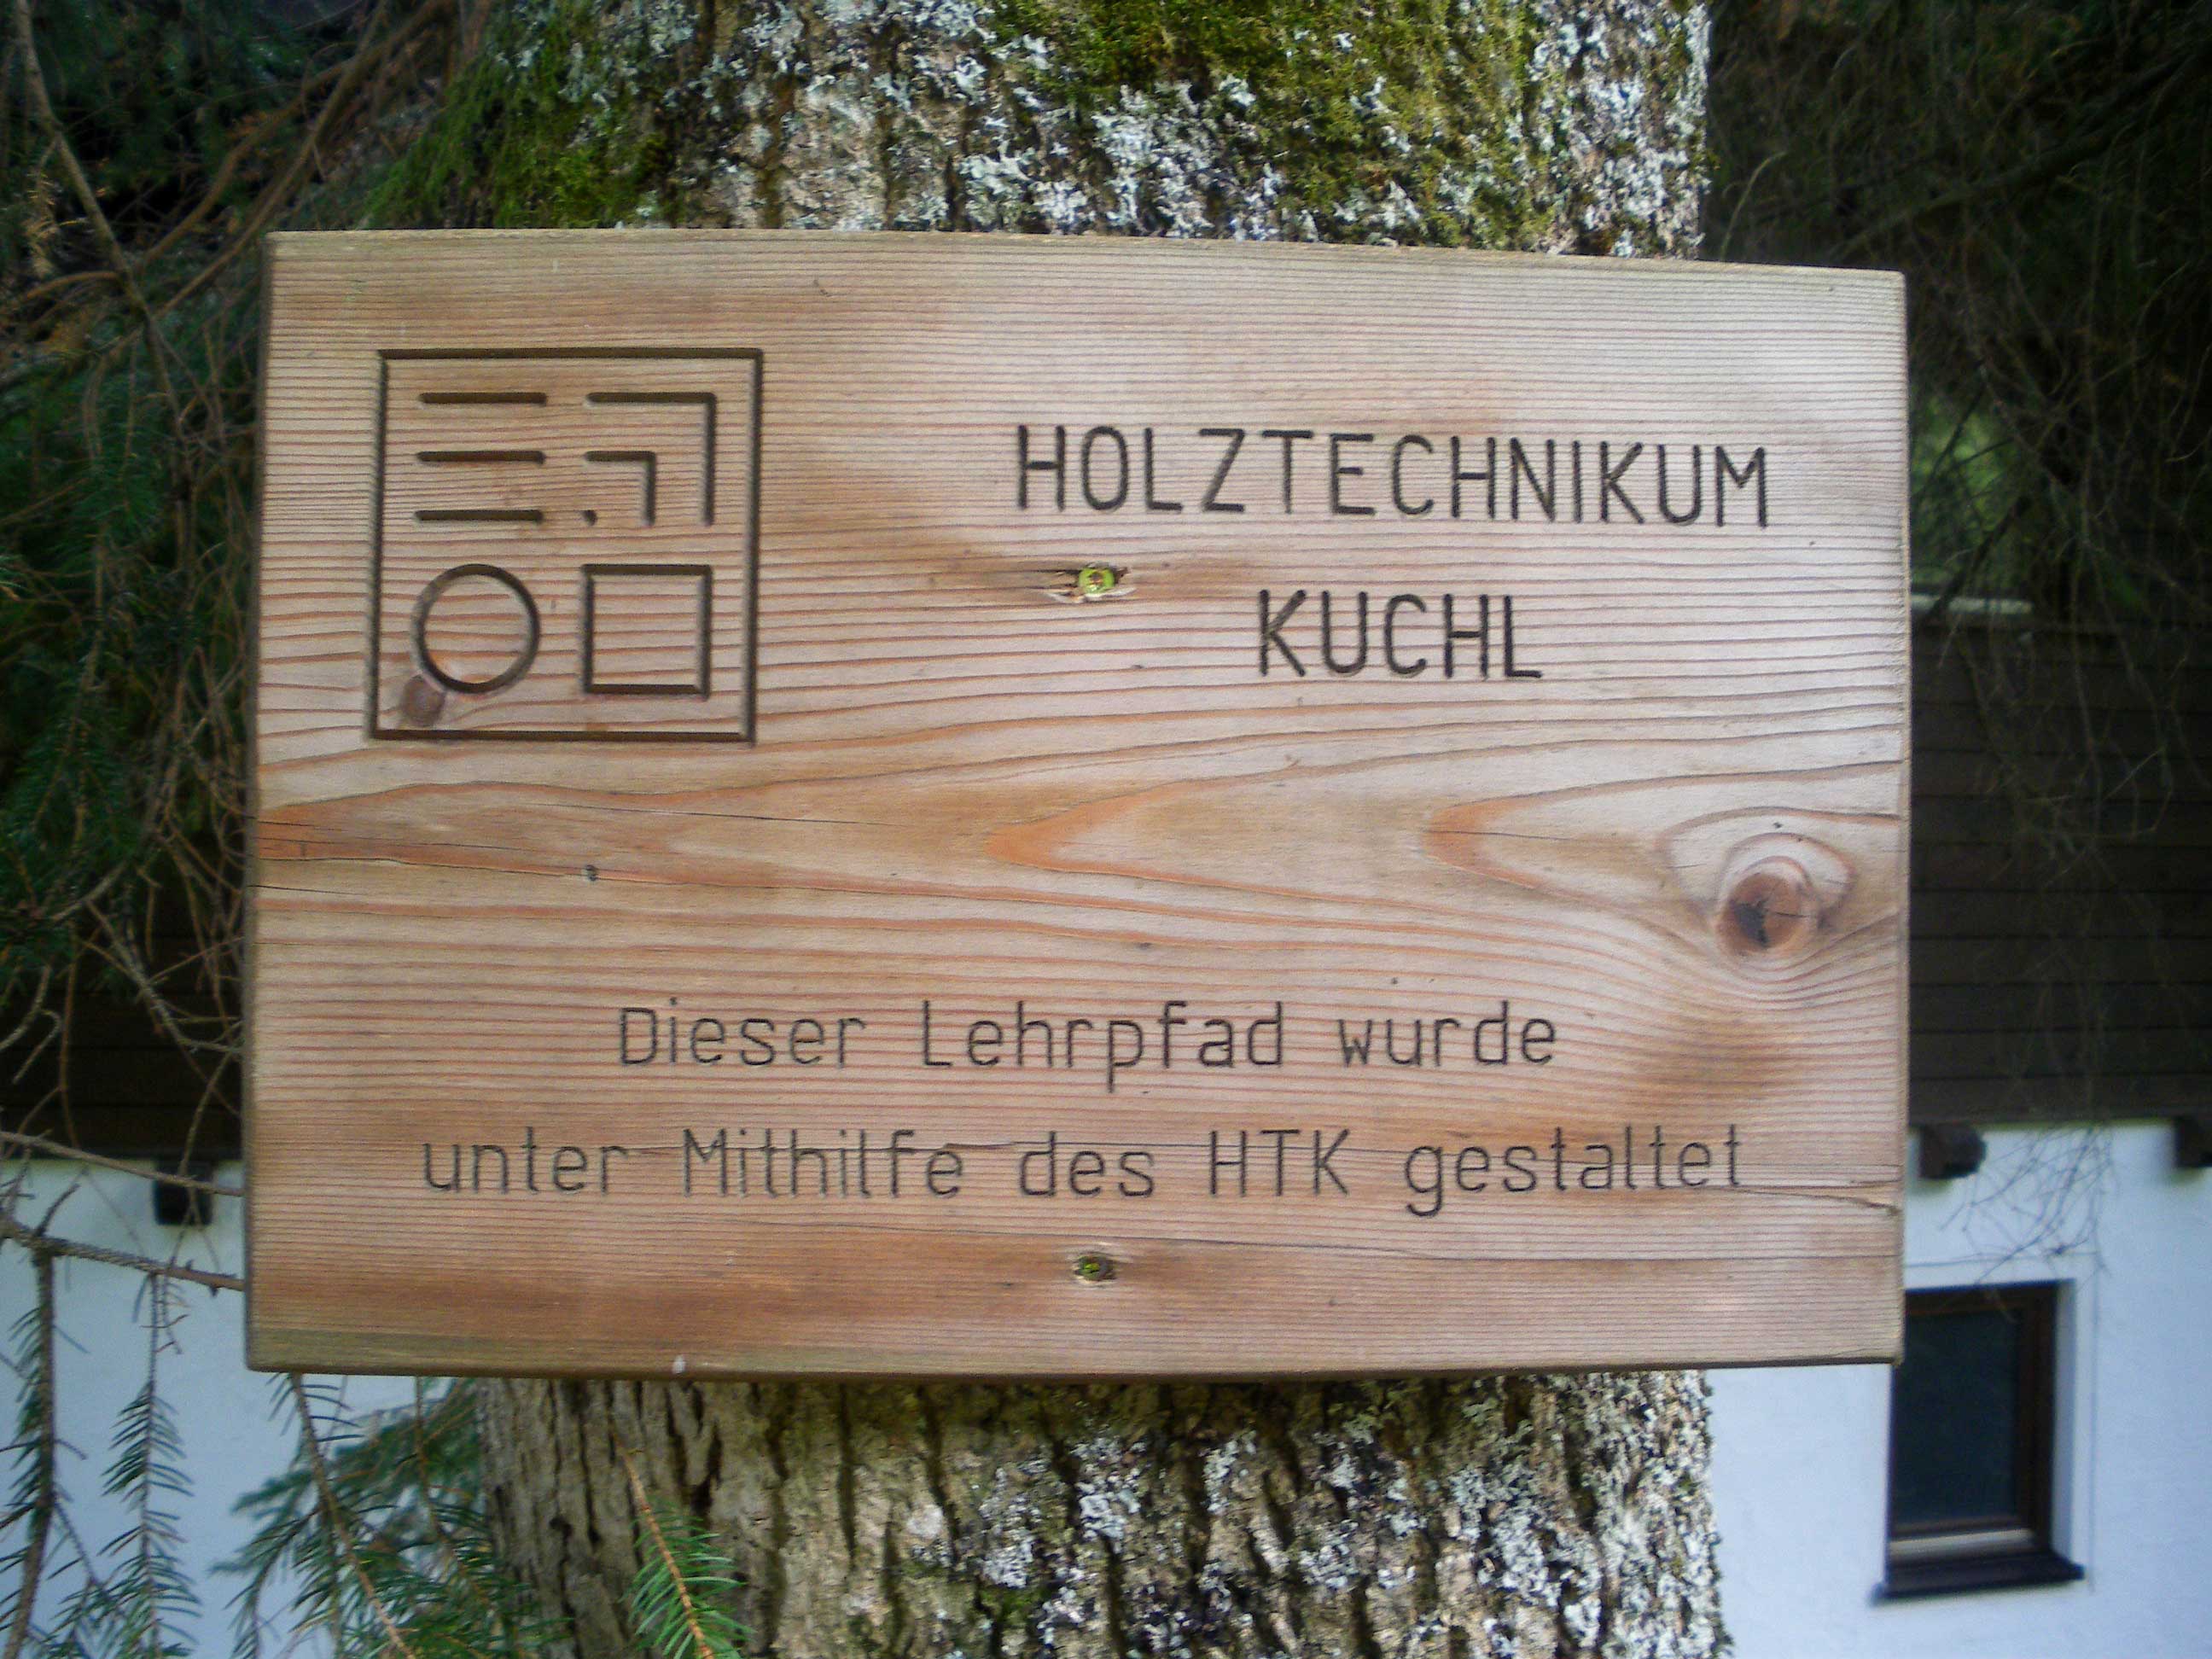 HOLZTECHNIKUM
KUCHL
Dieser Lehrpfad wurde
unter Mithilfe des HTK gestaltet